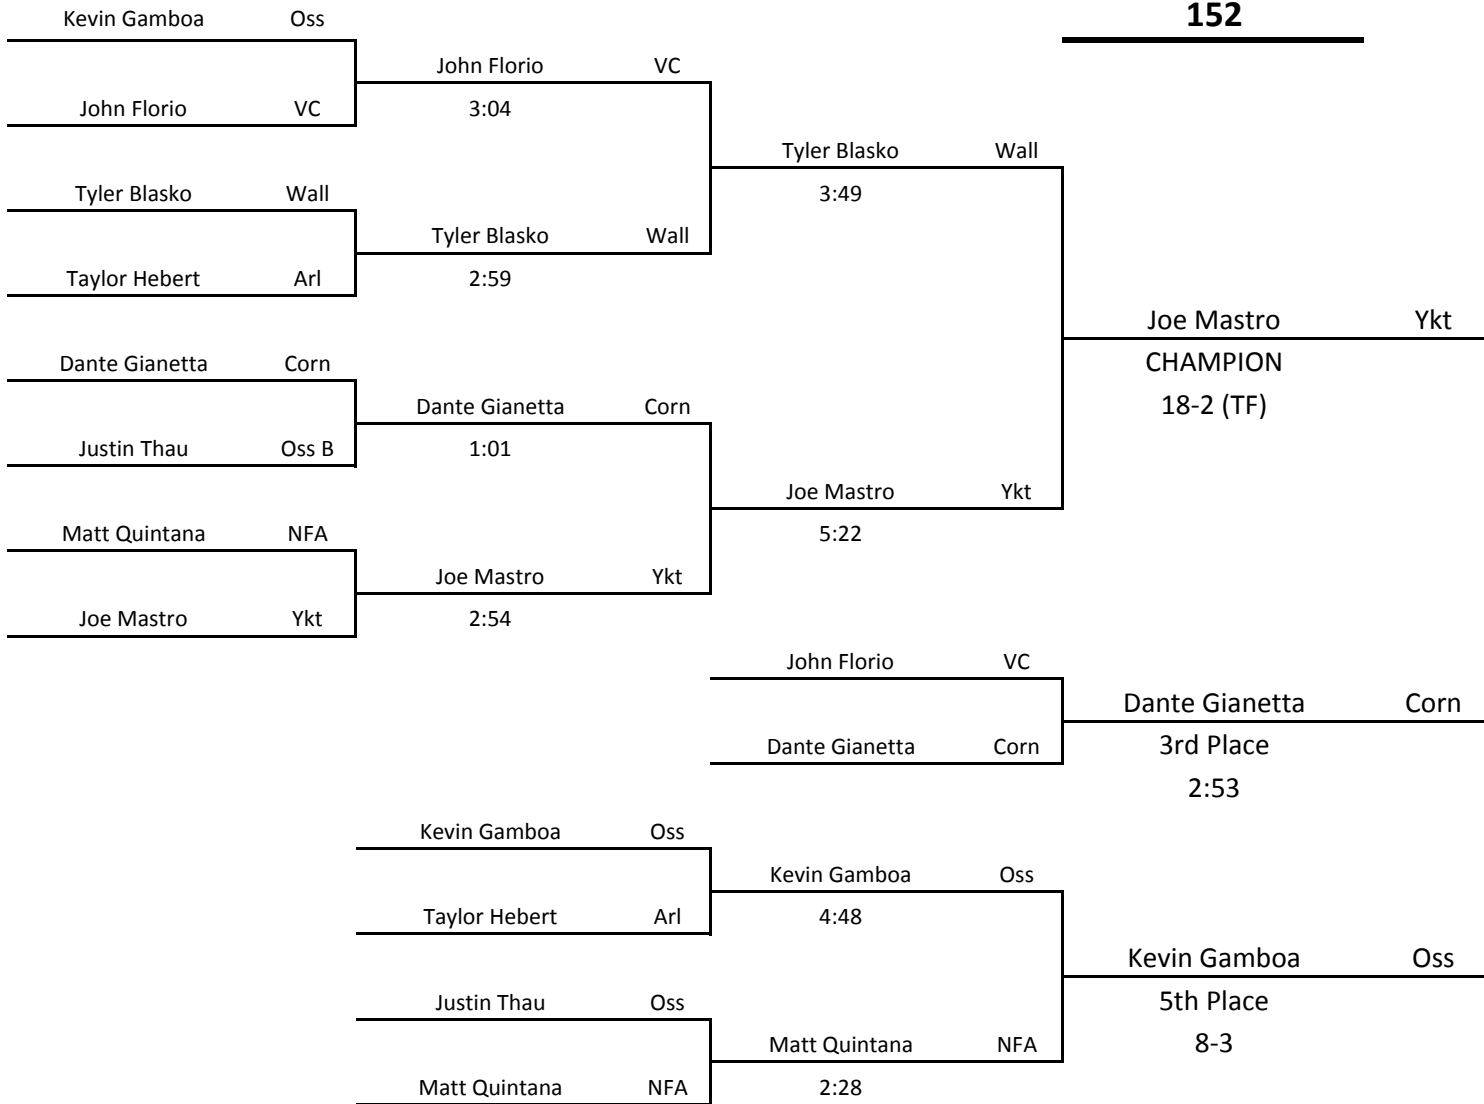 152
Kevin Gamboa Oss
John Florio VC
3:04
John Florio VC
Tyler Blasko Wall
3:49
Tyler Blasko Wall
Tyler Blasko Wall
2:59
Taylor Hebert Arl
Joe Mastro Ykt
CHAMPION
18-2 (TF)
Dante Gianetta Corn
Dante Gianetta Corn
1:01
Justin Thau Oss B
Joe Mastro Ykt
5:22
Matt Quintana NFA
Joe Mastro Ykt
2:54
Joe Mastro Ykt
John Florio VC
Dante Gianetta Corn
3rd Place
2:53
Dante Gianetta Corn
Kevin Gamboa Oss
Kevin Gamboa Oss
4:48
Taylor Hebert Arl
Kevin Gamboa Oss
5th Place
8-3
Justin Thau Oss
Matt Quintana NFA
2:28
Matt Quintana NFA